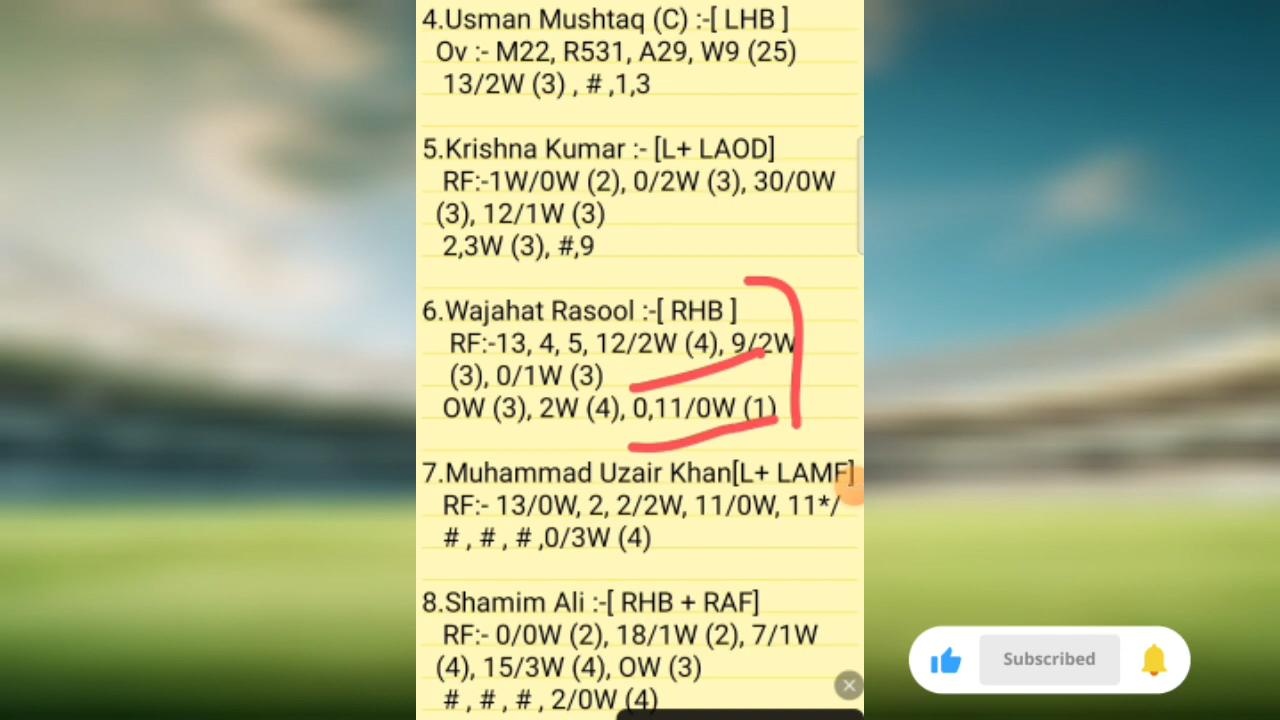 4.Usman Mushtaq (C) :-[ LHB ]
Ov :- M22, R531, A29, W9 (25)
13/2W (3) , # ,1,3
5.Krishna Kumar :- [L+ LAOD]
RF:-1W/0W (2), 0/2W (3), 30/0W
(3), 12/1W (3)
2,3W (3), #,9
6.Wajahat Rasool :-[ RHB ]
RF:-13, 4, 5, 12/2W (4), 9/2W
(3), 0/1W (3)
OW (3), 2W (4), 0,11/0W (1)
7.Muhammad Uzair Khan[L+ LAMF]
RF:- 13/0W, 2, 2/2W, 11/0W, 11*/
# , # , # ,0/3W (4)
8.Shamim Ali :-[ RHB + RAF]
RF:- 0/0W (2), 18/1W (2), 7/1W
(4), 15/3W (4), OW (3)
# , # , # , 2/0W (4)
Subscribed